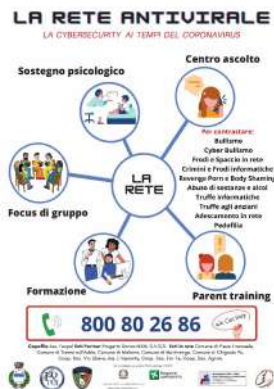 LA RETE ANTIVIRALE
LA CYBERSECURITY AI TEMPI DEL CORONAVIRUS
Centro ascolto
Sostegno psicologico
Per contrastare:
Bullismo
Cyber Bullismo
Frodi e Spaccio in rete
Crimini e Frodi informatiche
Revenge Porn e Body Shaming
Abuso di sostanze e alcol
Truffe informatiche
Truffe agli anziani
Adescamento in rete
Pedofilia
LA
RETE
Focus di gruppo
Formazione
Parent training
800 80 26 86